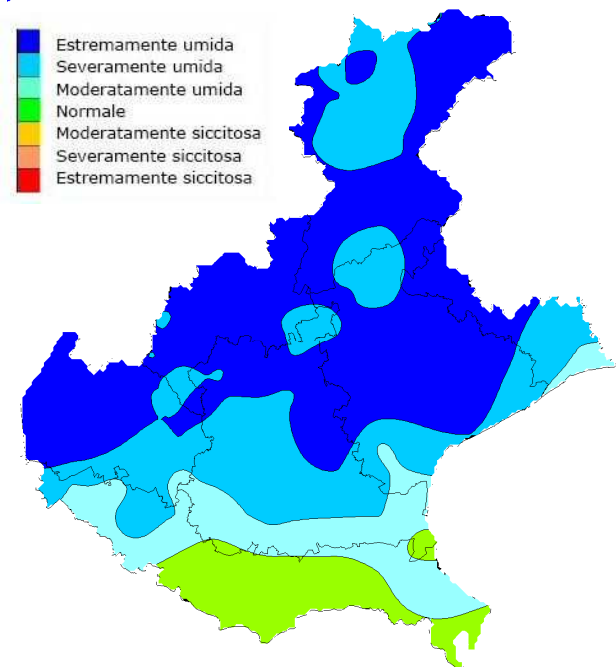 Estremamente umida
Severamente umida
Moderatamente umida
Normale
Moderatamente siccitosa
Severamente siccitosa
Estremamente siccitosa